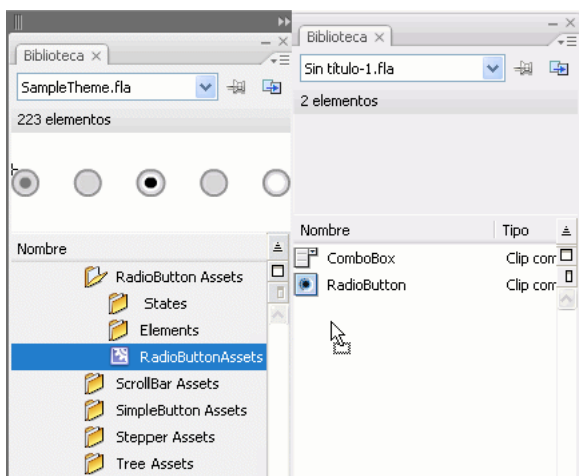 Biblioteca
SampleTheme.fla
223 elementos
Nombre
RadioButton Assets
States
Elements
RadioButtonAssets
ScrollBar Assets
SimpleButton Assets
Stepper Assets
Tree Assets
Biblioteca
Sin título-1.fla
2 elementos
Nombre Tipo
ComboBox Clip com
RadioButton Clip com